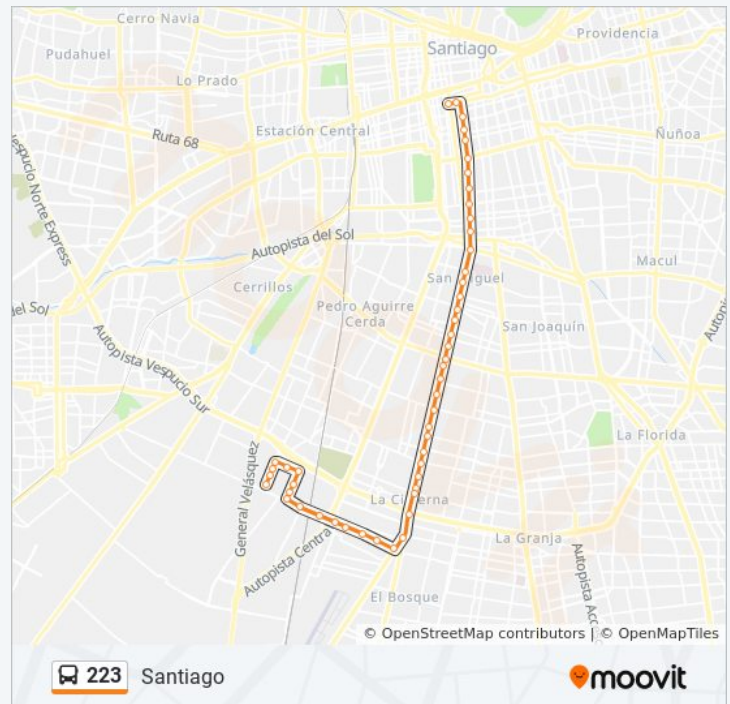 Cerro Navia
Providencia
Santiago
Pudahuel
Lo Prado
Ruta 68
Estación Central
Ñuñoa
Vespucio Norte Express
Autopista del Sol
Macul
San Miguel
Cerrillos
Pedro Aguirre
Cerda
del Sol
San Joaquín
Autopista Vespucio Sur
La Florida
General Velásquez
La Cisterna
La Granja
Autopista Central
El Bosque
© OpenStreetMap contributors | © OpenMapTiles
223 Santiago
moovit